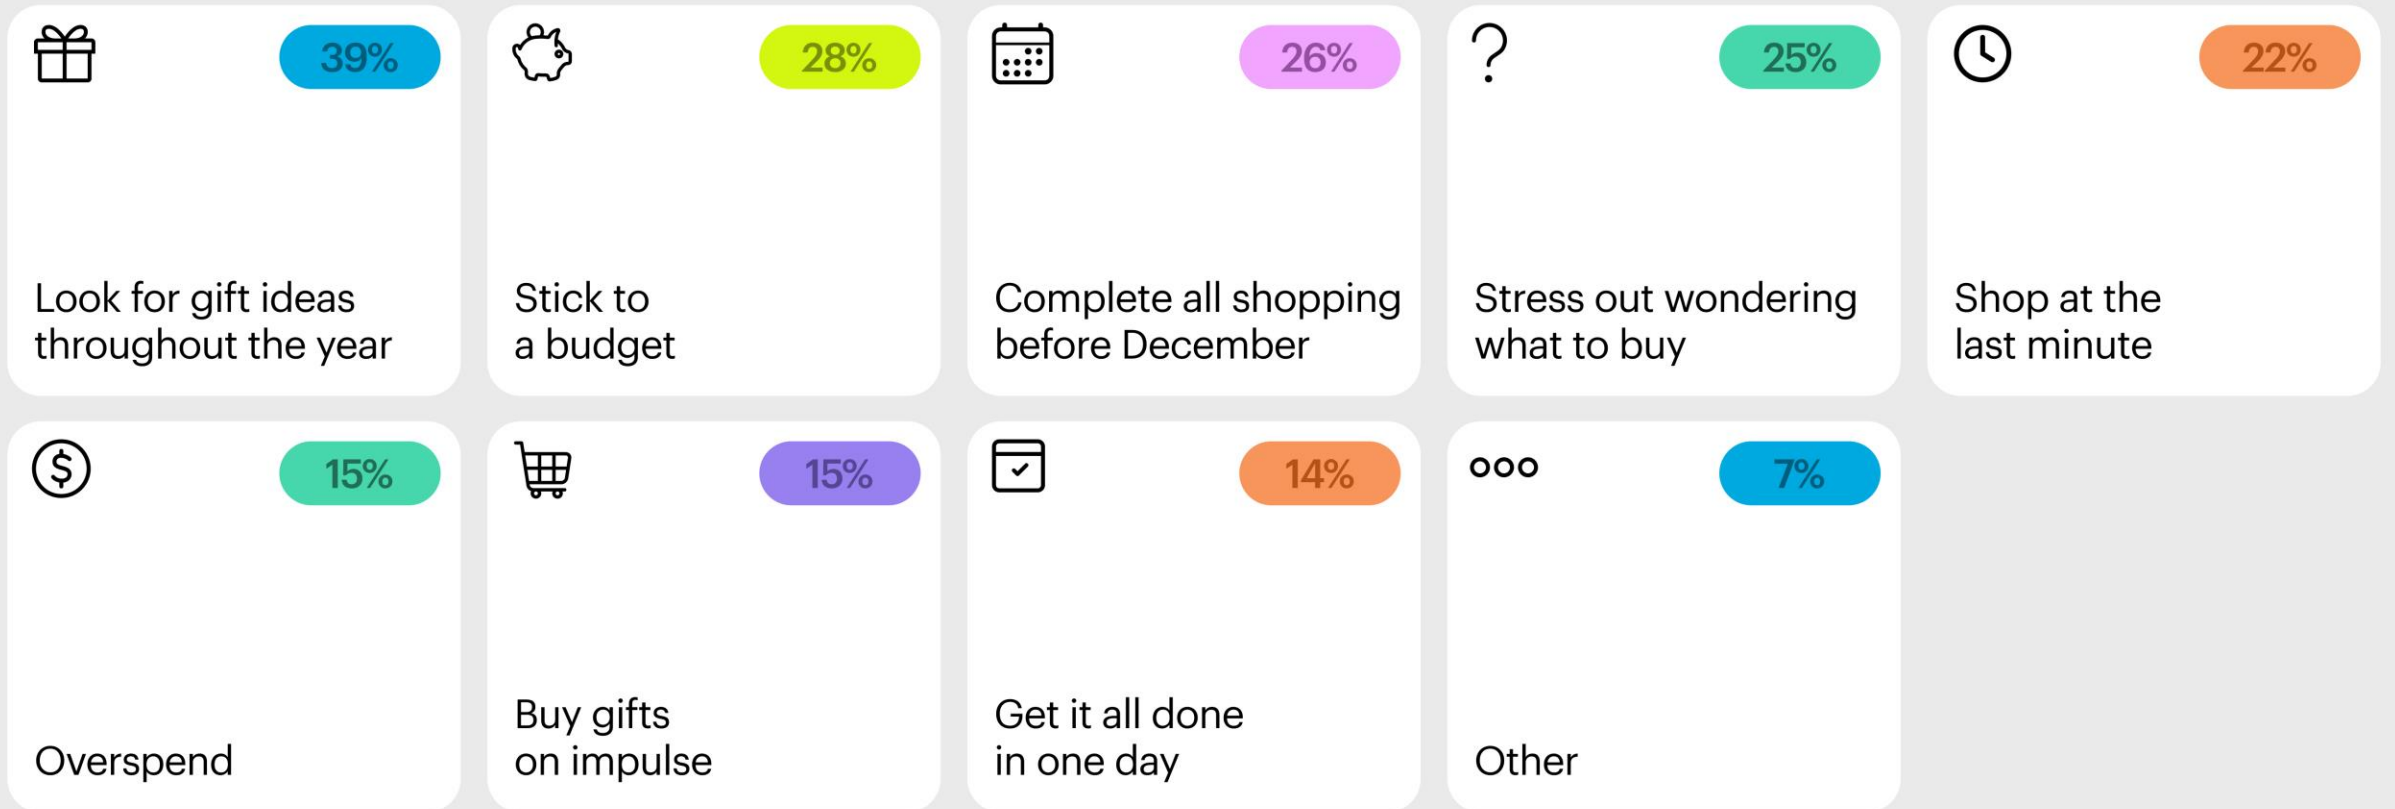 39%
Look for gift ideas
throughout the year
28%
Stick to
a budget
26%
Complete all shopping
before December
25%
Stress out wondering
what to buy
22%
Shop at the
last minute
15%
Overspend
15%
Buy gifts
on impulse
14%
Get it all done
in one day
7%
Other